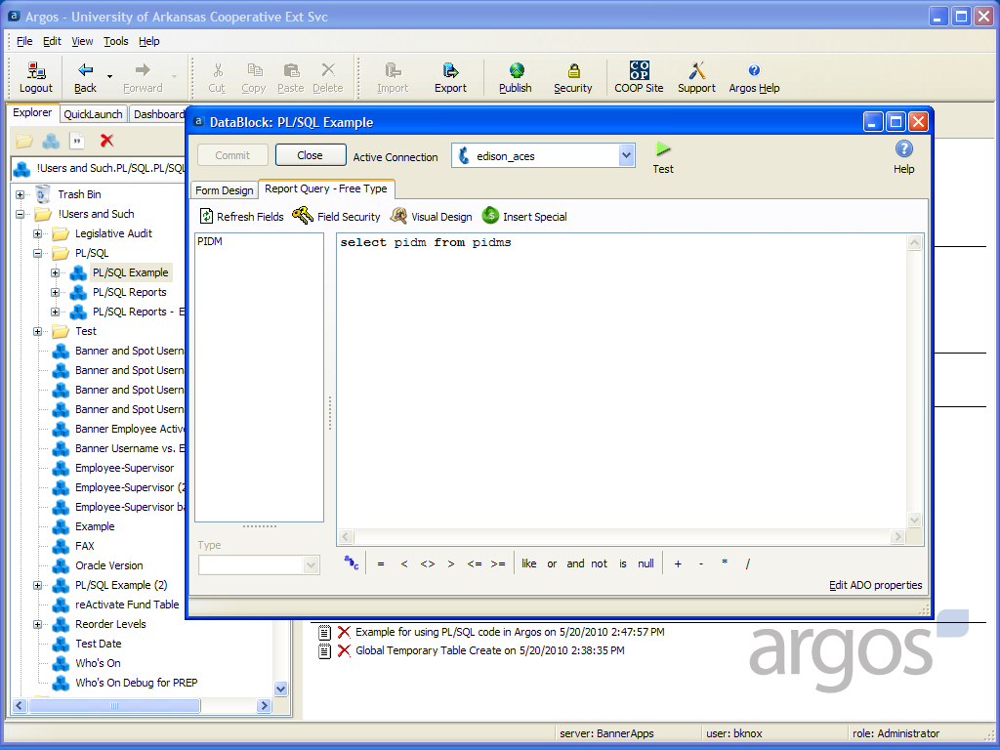 Argos - University of Arkansas Cooperative Ext Svc
File Edit View Tools Help
Logout Back Forward Cut Copy Paste Delete Import Export Publish Security COOP Site Support Argos Help
CO
OP
Explorer QuickLaunch Dashboard
!Users and Such.PL/SQL.PL/SQL
Trash Bin
!Users and Such
Legislative Audit
PL/SQL
PL/SQL Example
PL/SQL Reports
PL/SQL Reports - E
Test
Banner and Spot Usern
Banner and Spot Usern
Banner and Spot Usern
Banner and Spot Usern
Banner Employee Active
Banner Username vs. E
Employee-Supervisor
Employee-Supervisor (2
Employee-Supervisor ba
Example
FAX
Oracle Version
PL/SQL Example (2)
reActivate Fund Table
Reorder Levels
Test Date
Who's On
Who's On Debug for PREP
DataBlock: PL/SQL Example
Commit Close Active Connection edison_aces Test Help
Form Design Report Query - Free Type
Refresh Fields Field Security Visual Design Insert Special
PIDM
select pidm from pidms
Type
= < <> > <= >= like or and not is null + - * /
Edit ADO properties
Example for using PL/SQL code in Argos on 5/20/2010 2:47:57 PM
Global Temporary Table Create on 5/20/2010 2:38:35 PM
argos
server: BannerApps user: bknox role: Administrator